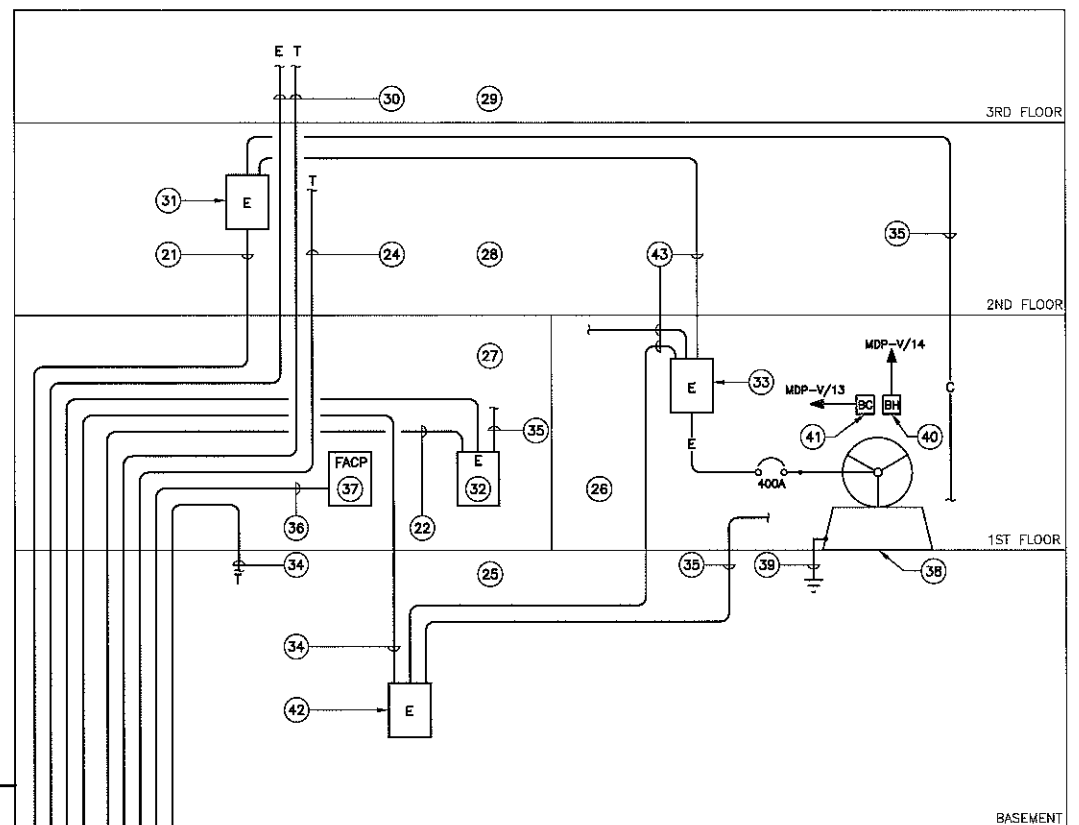 E T
30
29
3RD FLOOR
31
E
T
21
24
28
43
35
2ND FLOOR
27
MDP-V/14
E
33
MDP-V/13
BC
BH
C
41
40
E
35
E
FACP
37
32
26
400A
36
22
1ST FLOOR
T
34
25
35
39
38
34
42
E
BASEMENT